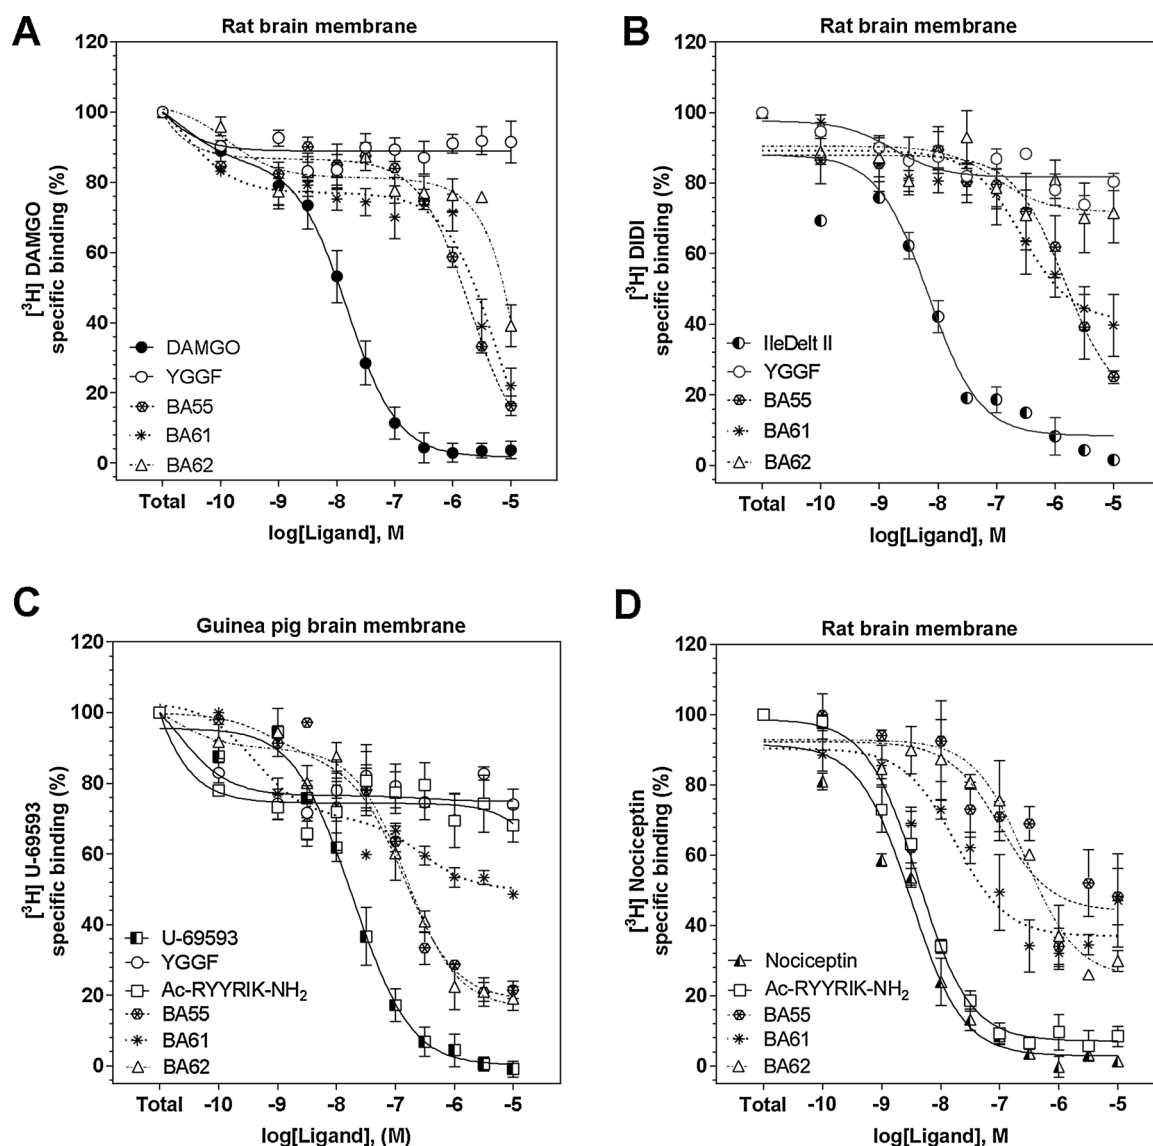 A
Rat brain membrane
[³H] DAMGO
specific binding (%)
120
100
80
60
40
20
0
DAMGO
YGGF
BA55
BA61
BA62
Total -10 -9 -8 -7 -6 -5
log[Ligand], M
B
Rat brain membrane
[³H] DIDI
specific binding (%)
120
100
80
60
40
20
0
IleDelt II
YGGF
BA55
BA61
BA62
Total -10 -9 -8 -7 -6 -5
log[Ligand], M
C
Guinea pig brain membrane
[³H] U-69593
specific binding (%)
120
100
80
60
40
20
0
U-69593
YGGF
Ac-RYYRIK-NH₂
BA55
BA61
BA62
Total -10 -9 -8 -7 -6 -5
log[Ligand], (M)
D
Rat brain membrane
[³H] Nociceptin
specific binding (%)
120
100
80
60
40
20
0
Nociceptin
Ac-RYYRIK-NH₂
BA55
BA61
BA62
Total -10 -9 -8 -7 -6 -5
log[Ligand], M